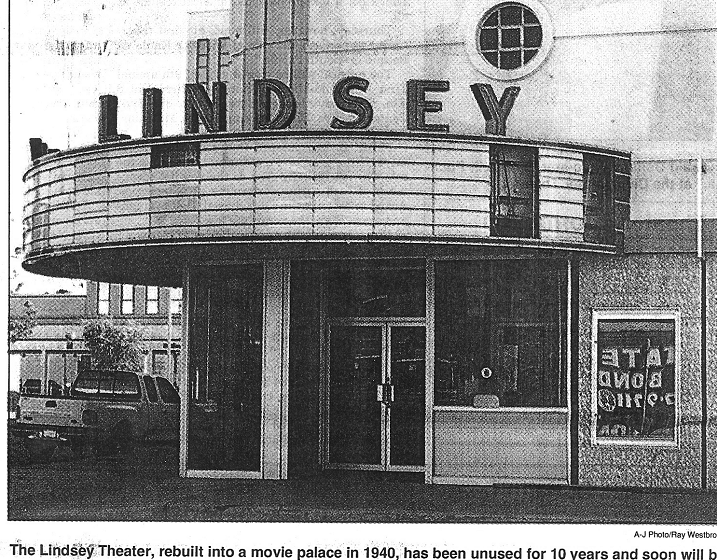 LINDSEY
BOND
A-J Photo/Ray Westbro
The Lindsey Theater, rebuilt into a movie palace in 1940, has been unused for 10 years and soon will b